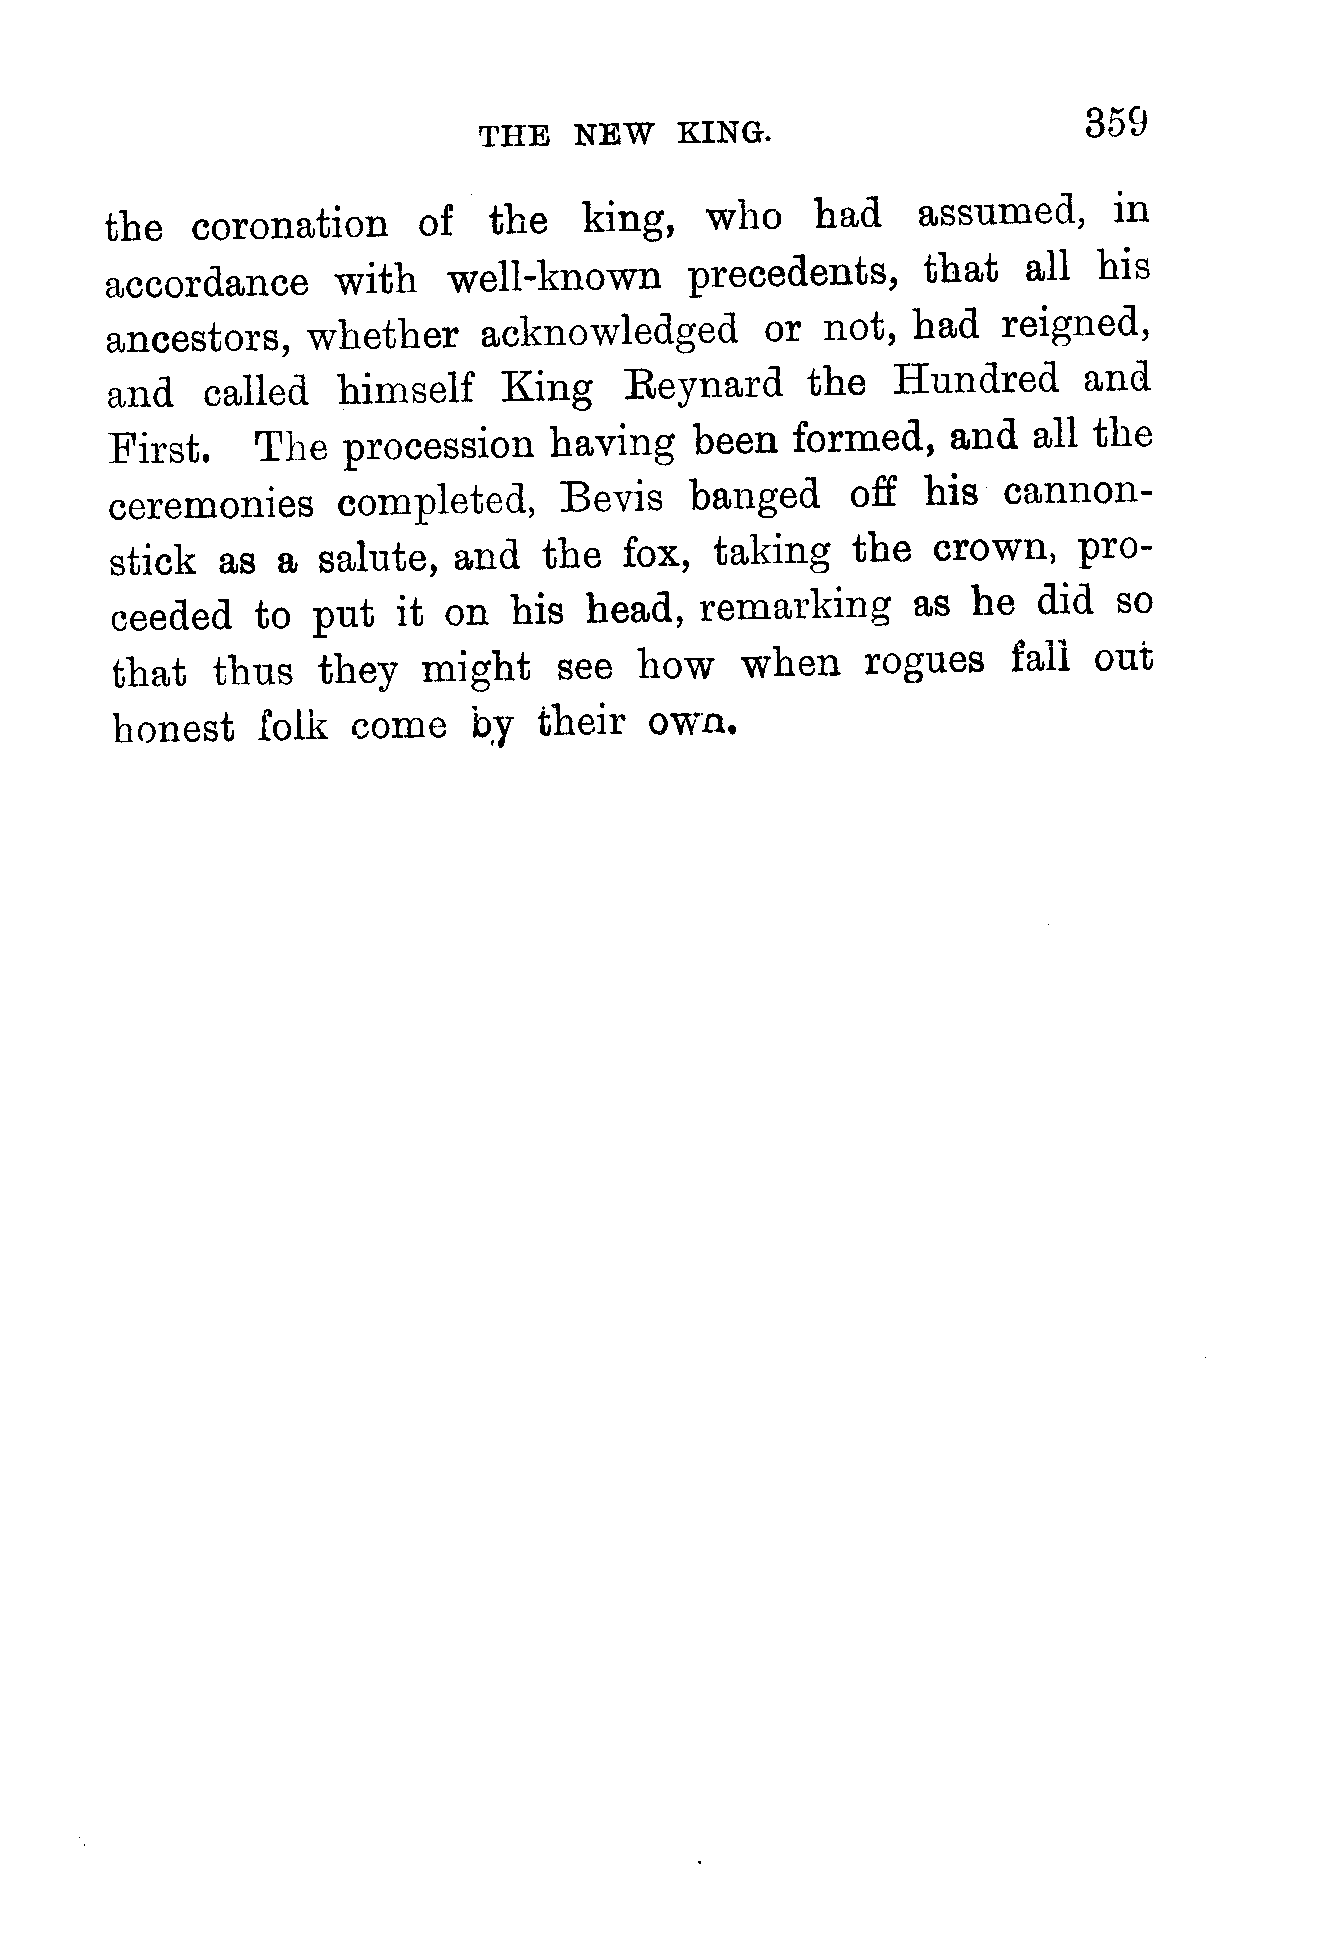 THE NEW KING. 359
the coronation of the king, who had assumed, in
accordance with well-known precedents, that all his
ancestors, whether acknowledged or not, had reigned,
and called himself King Reynard the Hundred and
First. The procession having been formed, and all the
ceremonies completed, Bevis banged off his cannon-
stick as a salute, and the fox, taking the crown, pro-
ceeded to put it on his head, remarking as he did so
that thus they might see how when rogues fall out
honest folk come by their own.